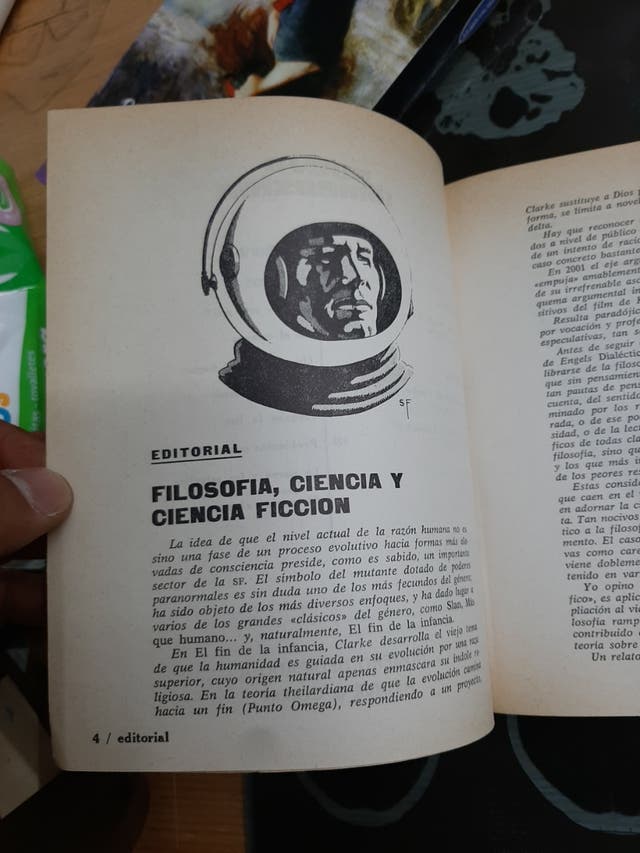 SF
EDITORIAL
FILOSOFIA, CIENCIA Y
CIENCIA FICCION
La idea de que el nivel actual de la razón humana no es
sino una fase de un proceso evolutivo hacia formas más ele-
vadas de consciencia preside, como es sabido, un importante
sector de la SF. El símbolo del mutante dotado de poderes
paranormales es sin duda uno de los más fecundos del género;
ha sido objeto de los más diversos enfoques, y ha dado lugar a
varios de los grandes «clásicos» del género, como Slan, Más
que humano... y, naturalmente, El fin de la infancia.
En El fin de la infancia, Clarke desarrolla el viejo tema
de que la humanidad es guiada en su evolución por una raza
superior, cuyo origen natural apenas enmascara su índole re-
ligiosa. En la teoría theilardiana de que la evolución camina
hacia un fin (Punto Omega), respondiendo a un proyecto,
4 / editorial
Clarke sustituye a Dios
forma, se limita a novel
delta.
Hay que reconocer
dos a nivel de público
de un intento de raci
caso concreto bastante
En 2001 el eje arg
«empuja» amablement
de su irrefrenable asc
quema argumental in
sitivos del film de
Resulta paradójic
por vocación y profe
especulativas, tan s
Antes de seguir
de Engels Dialécti
librarse de la filoso
que sin pensamien
tan pautas de pen
cuenta, del sentido
minado por los r
rada, o de ese po
sidad, o de la lec
ficos de todas cla
filosofía, sino qu
y los que más i
de los peores res
Estas conside
que caen en el
en adornar la c
ta. Tan nocivos
tico a la filosof
mento. El caso
vas como care
viene doblemen
tenido en var
Yo opino
fico», es aplic
pliación al vie
losofía ramp
contribuido
teoría sobre
Un relato